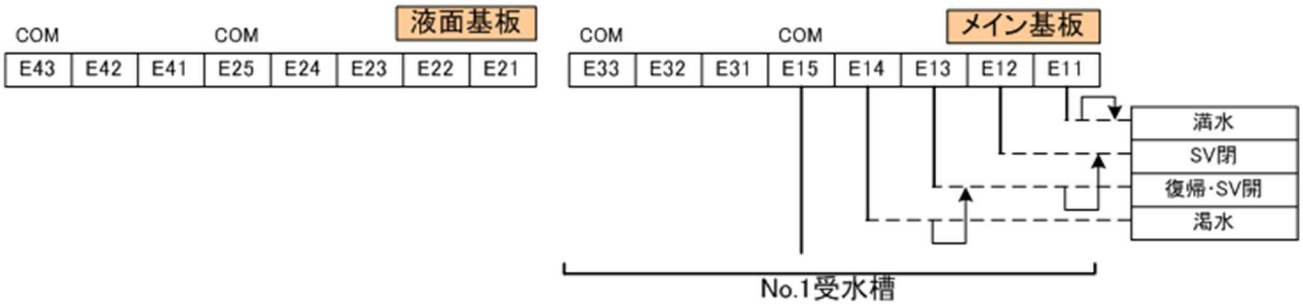 液面基板
メイン基板
COM COM COM COM
E43 E42 E41 E25 E24 E23 E22 E21 E33 E32 E31 E15 E14 E13 E12 E11
満水
SV閉
復帰・SV開
渇水
No.1受水槽